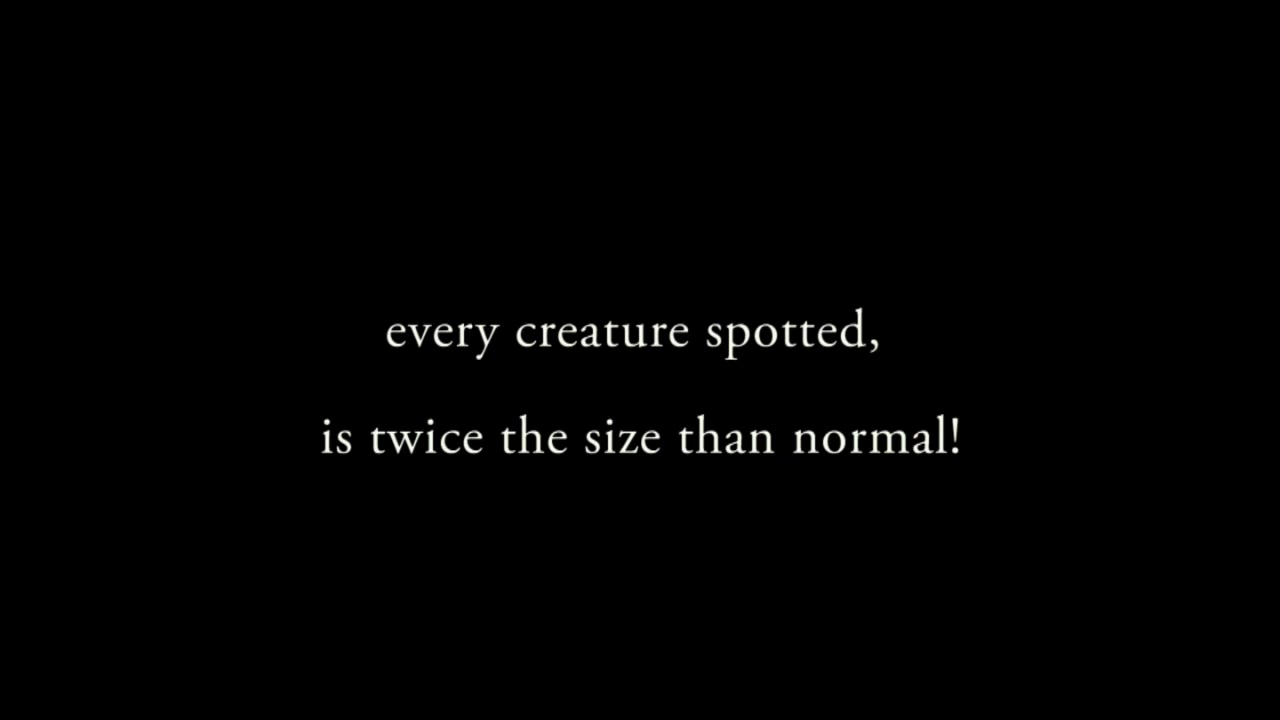 every creature spotted,
is twice the size than normal!